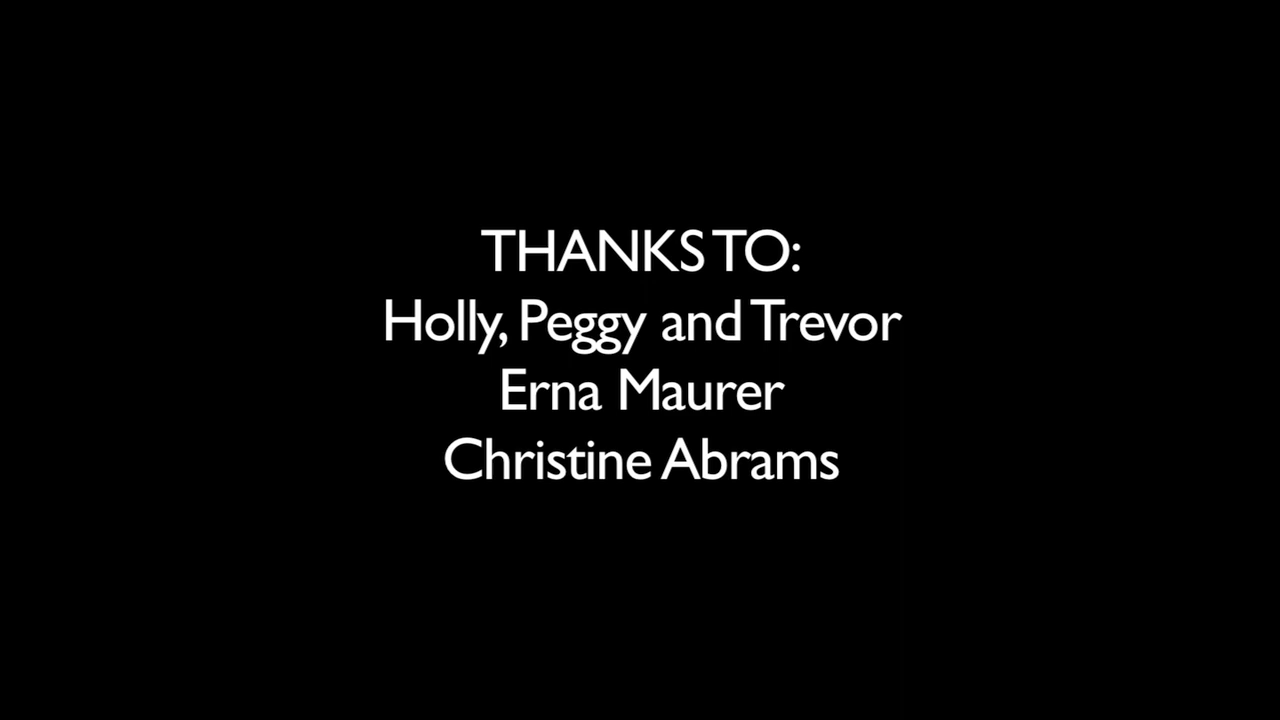 THANKS TO:
Holly, Peggy and Trevor
Erna Maurer
Christine Abrams